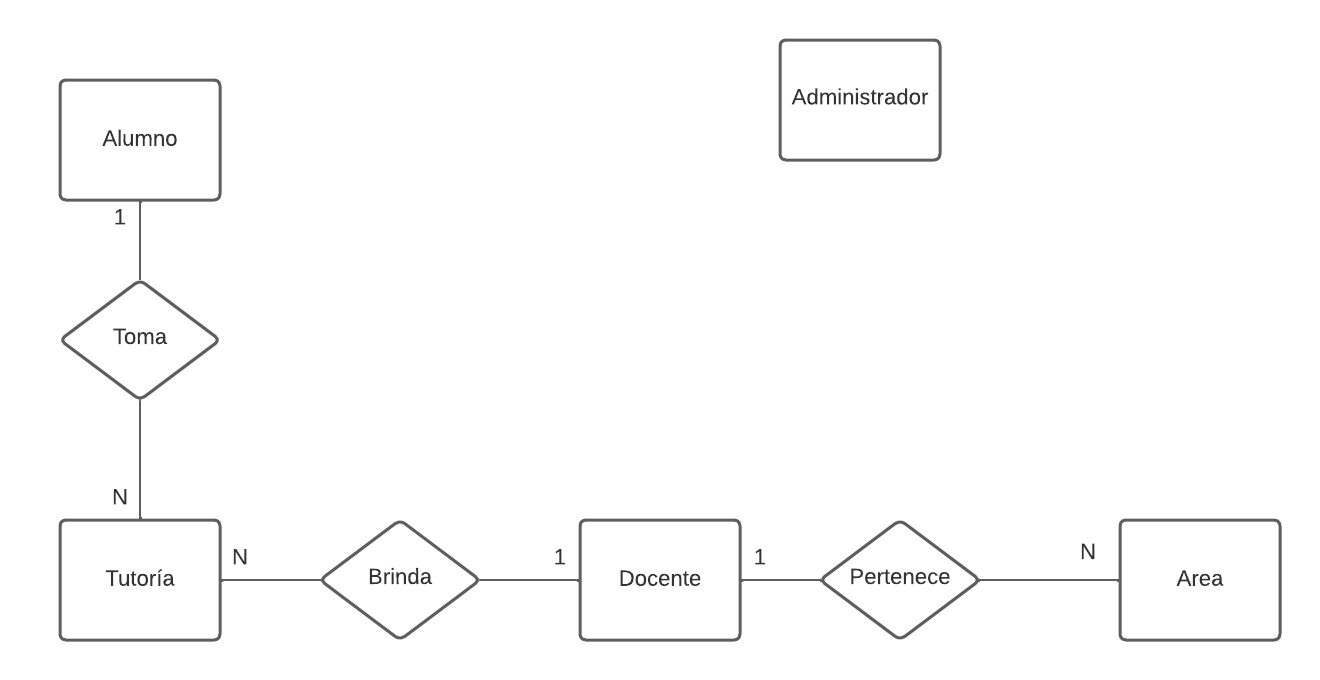 Administrador
Alumno
1
Toma
N
Tutoría
N
Brinda
1
Docente
1
Pertenece
N
Area